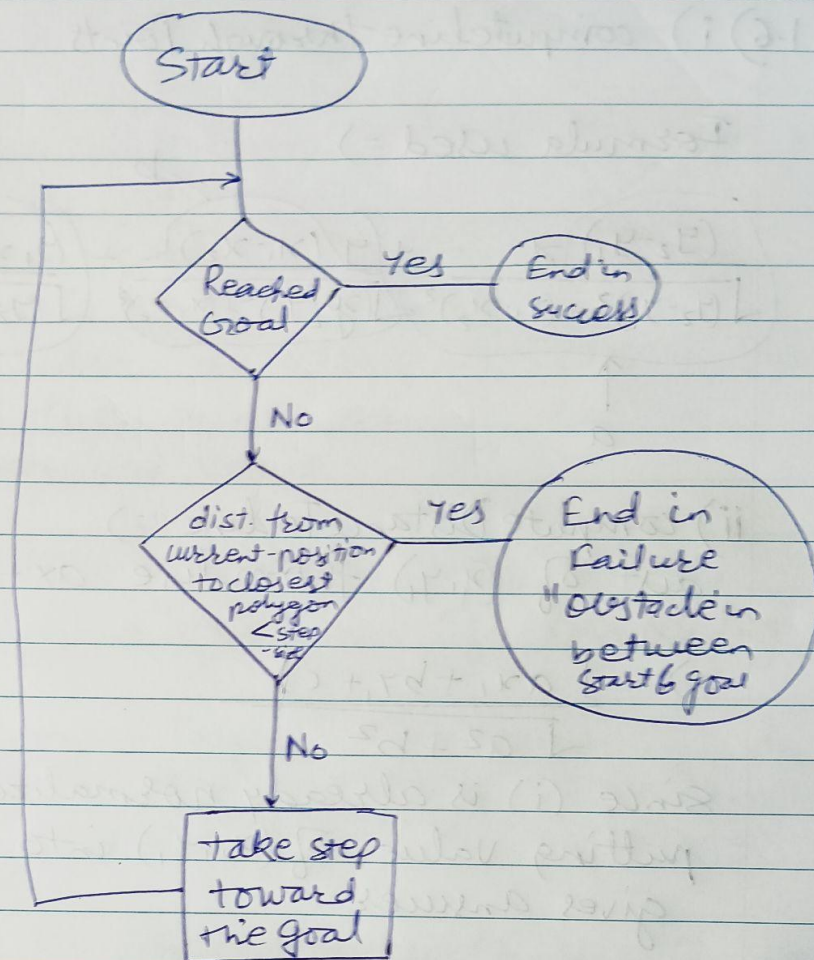 Start
Reached
Goal
Yes
End in
success
No
dist. from
current-position
to closest
polygon
< step
-size
Yes
End in
Failure
"Obstacle in
between
start & goal
No
take step
toward
the goal